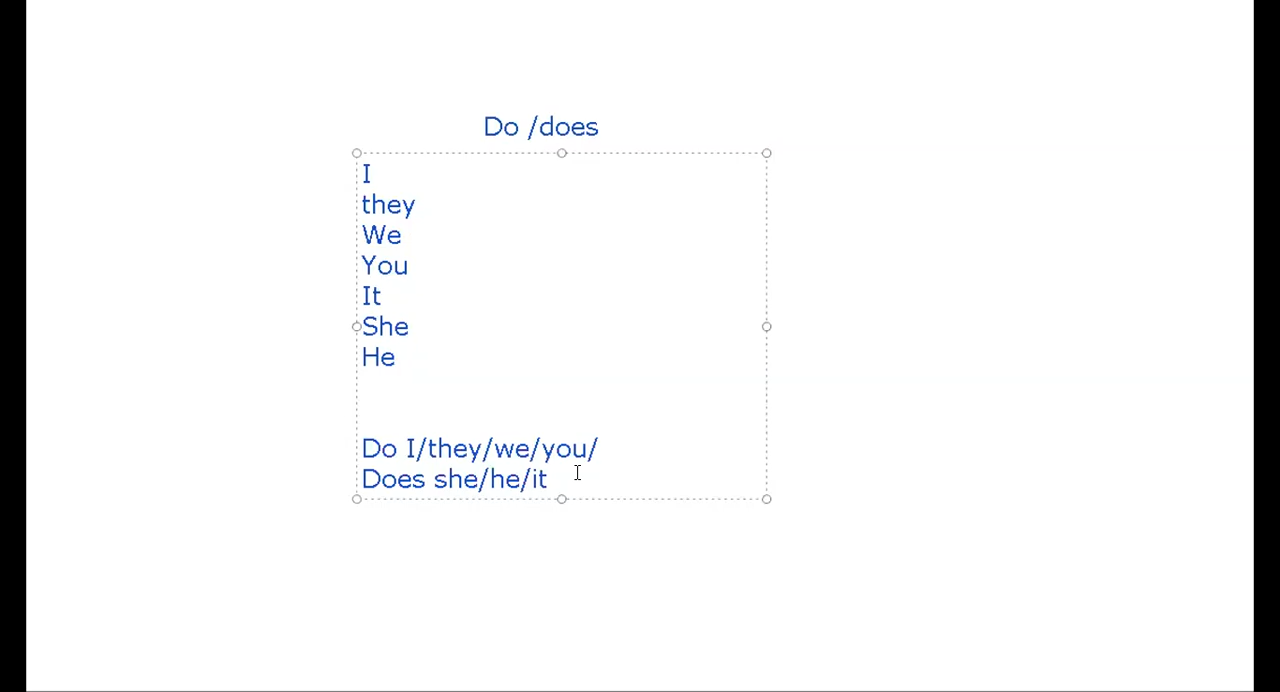 Do /does
I
they
We
You
It
She
He
Do I/they/we/you/
Does she/he/it